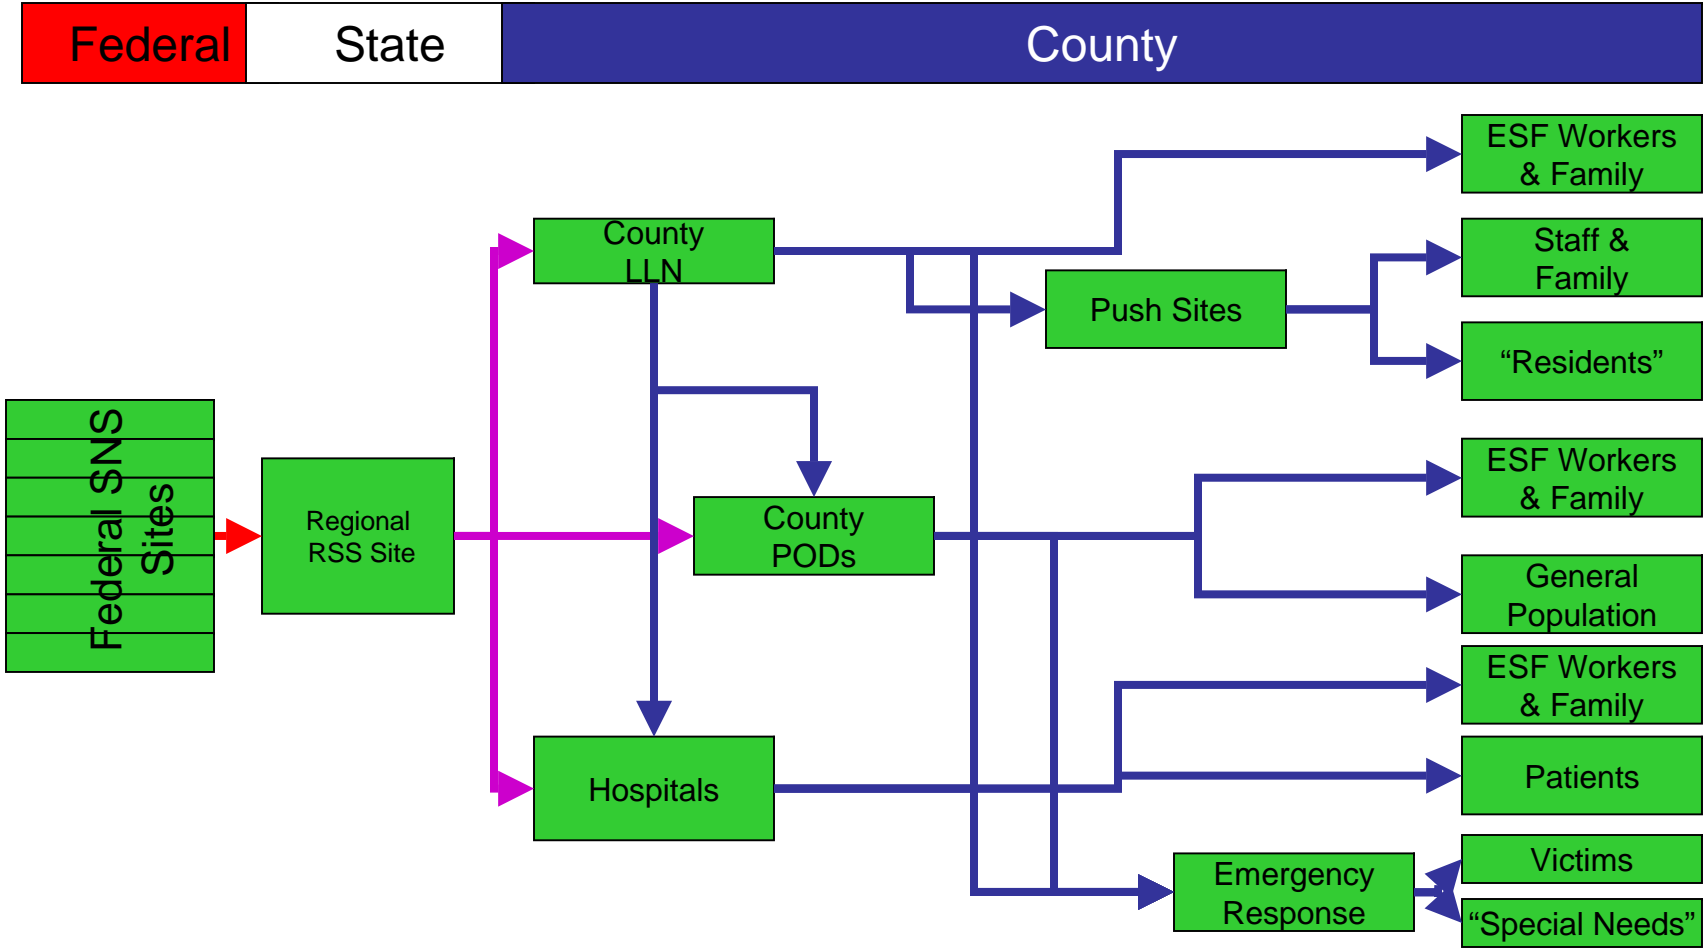 Federal
State
County
ESF Workers
& Family
County
LLN
Staff &
Family
Push Sites
“Residents”
Federal SNS
Sites
Regional
RSS Site
County
PODs
ESF Workers
& Family
General
Population
ESF Workers
& Family
Hospitals
Patients
Emergency
Response
Victims
“Special Needs”